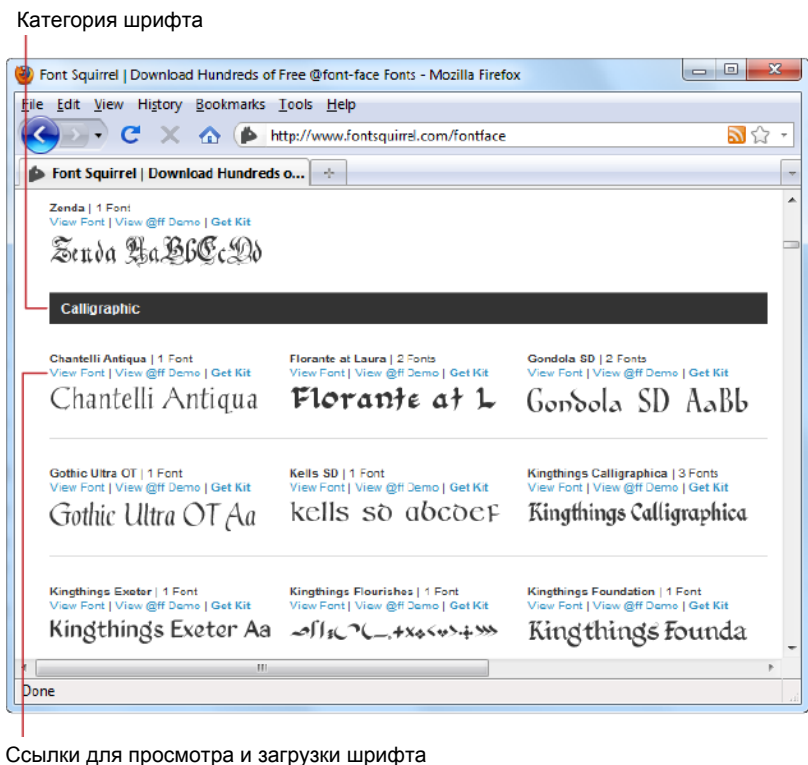 Категория шрифта
Font Squirrel | Download Hundreds of Free @font-face Fonts - Mozilla Firefox
File Edit View History Bookmarks Tools Help
http://www.fontsquirrel.com/fontface
Font Squirrel | Download Hundreds o...
Zenda | 1 Font
View Font | View @ff Demo | Get Kit
Zenda AaBbCcDd
Calligraphic
Chantelli Antiqua | 1 Font
View Font | View @ff Demo | Get Kit
Chantelli Antiqua
Florante at Laura | 2 Fonts
View Font | View @ff Demo | Get Kit
Florante at L
Gondola SD | 2 Fonts
View Font | View @ff Demo | Get Kit
Gondola SD AaBb
Gothic Ultra OT | 1 Font
View Font | View @ff Demo | Get Kit
Gothic Ultra OT Aa
Kells SD | 1 Font
View Font | View @ff Demo | Get Kit
kells sd abcdef
Kingthings Calligraphica | 3 Fonts
View Font | View @ff Demo | Get Kit
Kingthings Calligraphica
Kingthings Exeter | 1 Font
View Font | View @ff Demo | Get Kit
Kingthings Exeter Aa
Kingthings Flourishes | 1 Font
View Font | View @ff Demo | Get Kit
Kingthings Foundation | 1 Font
View Font | View @ff Demo | Get Kit
Kingthings Founda
Done
Ссылки для просмотра и загрузки шрифта